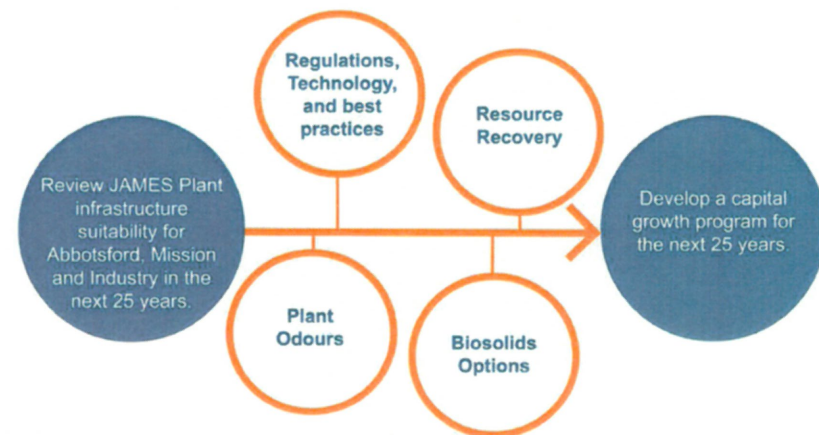 Review JAMES Plant
infrastructure
suitability for
Abbotsford, Mission
and Industry in the
next 25 years.
Regulations,
Technology,
and best
practices
Resource
Recovery
Plant
Odours
Biosolids
Options
Develop a capital
growth program for
the next 25 years.